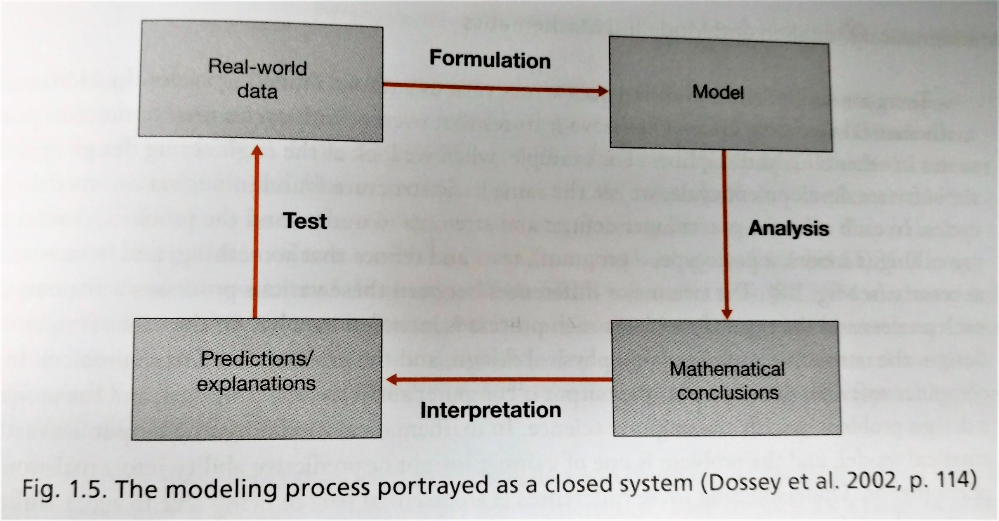 Real-world
data
Formulation
Model
Test
Analysis
Predictions/
explanations
Mathematical
conclusions
Interpretation
Fig. 1.5. The modeling process portrayed as a closed system (Dossey et al. 2002, p. 114)